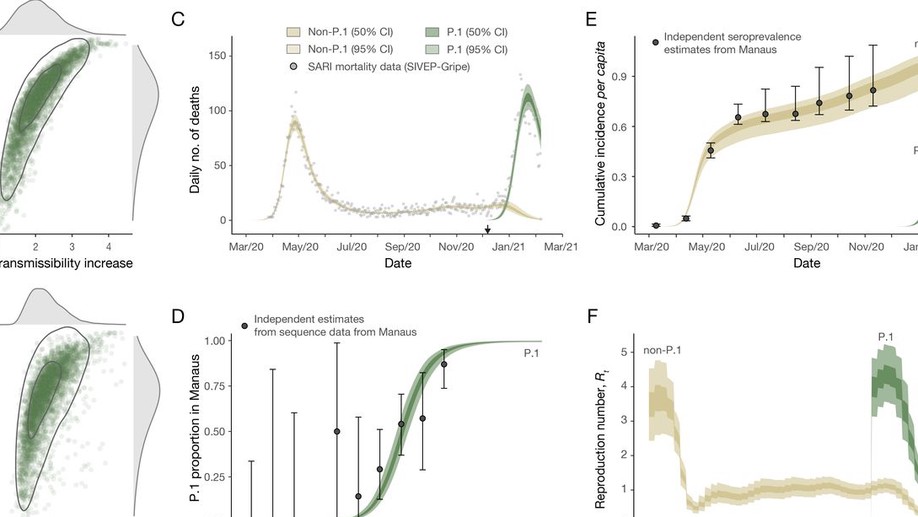 2
3
4
ransmissibility increase
C
Non-P.1 (50% CI)
P.1 (50% CI)
Non-P.1 (95% CI)
P.1 (95% CI)
SARI mortality data (SIVEP-Gripe)
Daily no. of deaths
150
100
50
0
Mar/20
May/20
Jul/20
Sep/20
Nov/20
Jan/21
Mar/21
Date
E
Independent seroprevalence
estimates from Manaus
Cumulative incidence per capita
0.9
0.6
0.3
0.0
Mar/20
May/20
Jul/20
Sep/20
Nov/20
Jan
Date
D
Independent estimates
from sequence data from Manaus
P.1 proportion in Manaus
1.00
0.75
0.50
0.25
P.1
F
Reproduction number, Rt
5
4
3
2
1
non-P.1
P.1